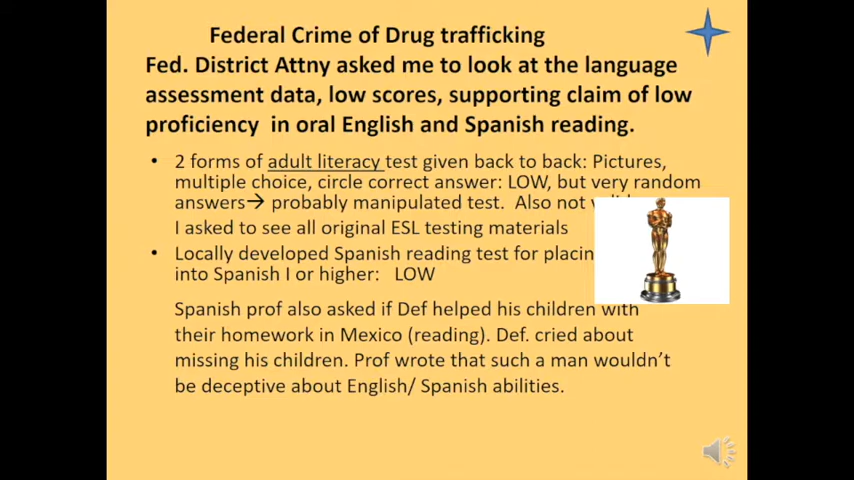 Federal Crime of Drug trafficking
Fed. District Attny asked me to look at the language
assessment data, low scores, supporting claim of low
proficiency in oral English and Spanish reading.
• 2 forms of adult literacy test given back to back: Pictures,
multiple choice, circle correct answer: LOW, but very random
answers→ probably manipulated test. Also not
I asked to see all original ESL testing materials
• Locally developed Spanish reading test for
into Spanish I or higher: LOW
Spanish prof also asked if Def helped his children with
their homework in Mexico (reading). Def. cried about
missing his children. Prof wrote that such a man wouldn't
be deceptive about English/ Spanish abilities.